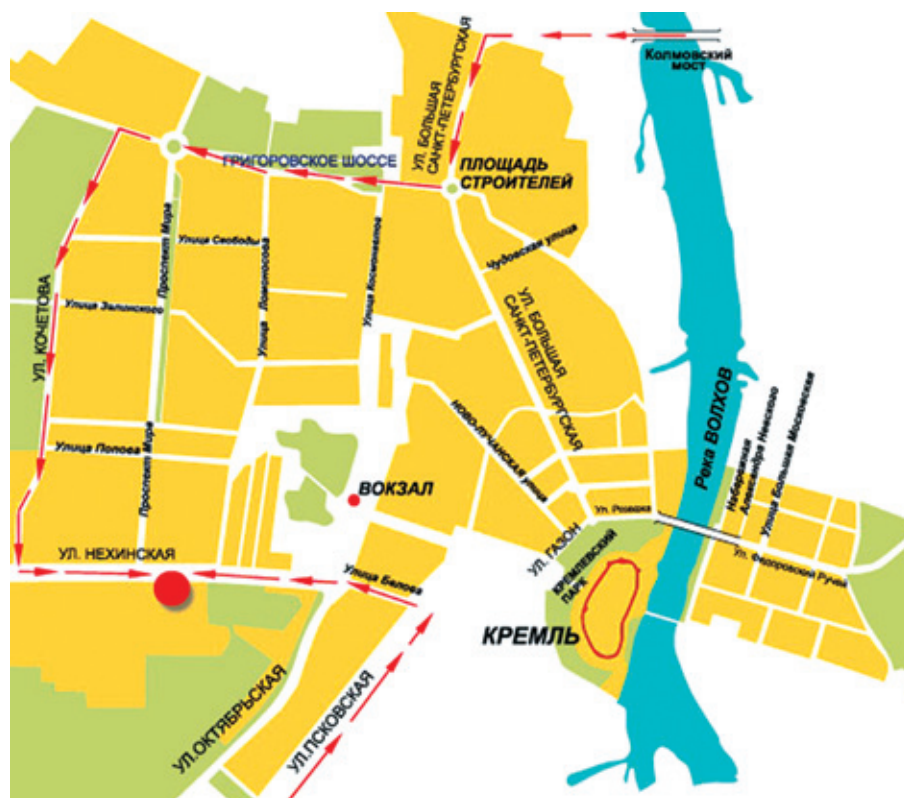 Колмовский
мост
УЛ. БОЛЬШАЯ
САНКТ-ПЕТЕРБУРГСКАЯ
ГРИГОРОВСКОЕ ШОССЕ
ПЛОЩАДЬ
СТРОИТЕЛЕЙ
Проспект Мира
Улица Свободы
Улица Ломоносова
Улица Космонавтов
Чудовская улица
Улица Зелинского
УЛ. КОЧЕТОВА
УЛ. БОЛЬШАЯ
САНКТ-ПЕТЕРБУРГСКАЯ
Река ВОЛХОВ
Набережная
Александра Невского
Улица Большая Московская
НОВО-ЛУЧАНСКАЯ улица
Улица Попова
Проспект Мира
ВОКЗАЛ
Ул. Розважа
УЛ. ГАЗОН
Ул. Федоровский Ручей
УЛ. НЕХИНСКАЯ
Улица Белова
КРЕМЛЕВСКИЙ
ПАРК
КРЕМЛЬ
УЛ.ОКТЯБРЬСКАЯ
УЛ.ПСКОВСКАЯ